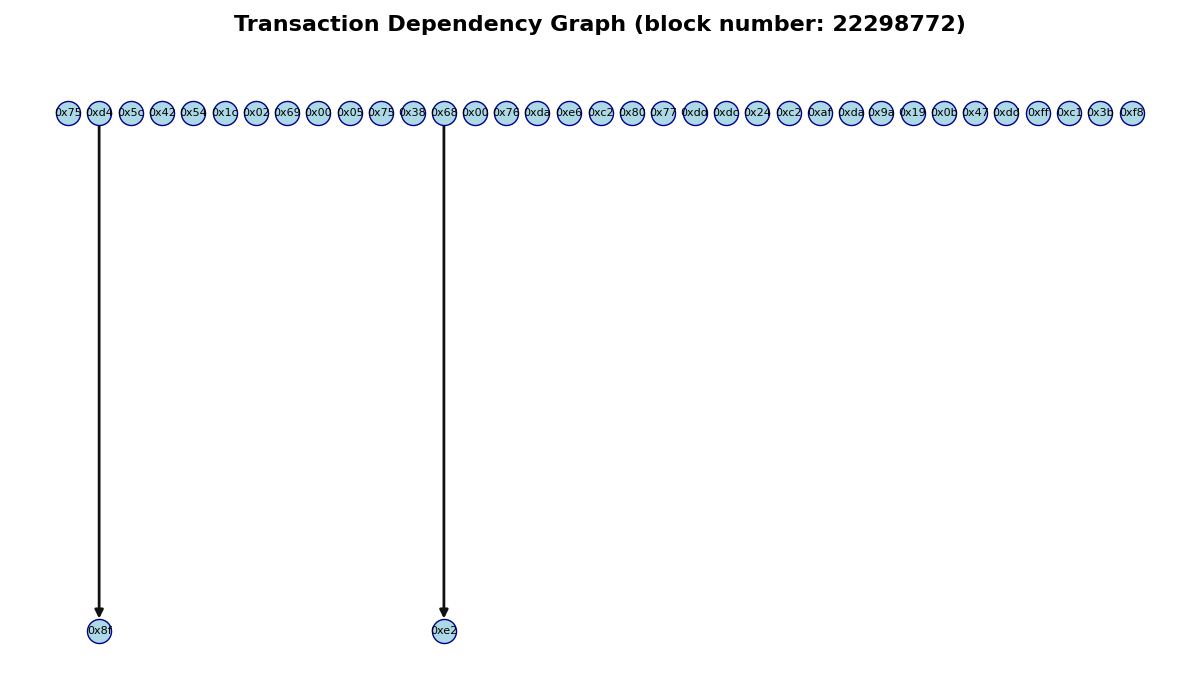 Transaction Dependency Graph (block number: 22298772)
0x75 0xd4 0x5c 0x42 0x54 0x1c 0x02 0x69 0x00 0x05 0x75 0x38 0x68 0x00 0x76 0xda 0xe6 0xc2 0x80 0x77 0xdc 0x24 0xc2 0xaf 0xda 0x9a 0x19 0x0b 0x47 0xff 0xc1 0x3b 0xf8
0x8f 0xe2